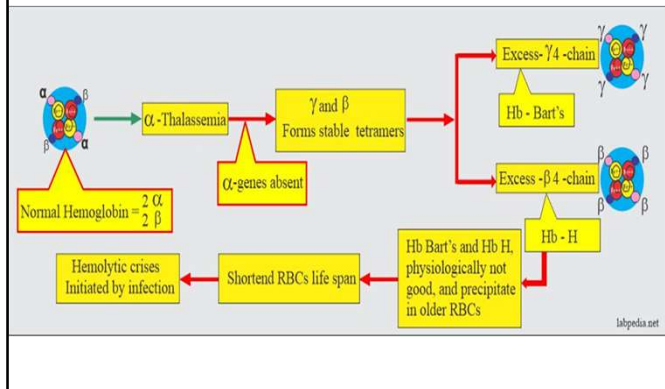 α
β
β
α
Normal Hemoglobin = 2 α
2 β
α -Thalassemia
α-genes absent
γ and β
Forms stable tetramers
Excess- γ4 -chain
Hb - Bart's
γ
γ
γ
γ
Excess -β4 -chain
Hb - H
β
β
β
β
Hb Bart's and Hb H,
physiologically not
good, and precipitate
in older RBCs
Shortend RBCs life span
Hemolytic crises
Initiated by infection
labpedia.net